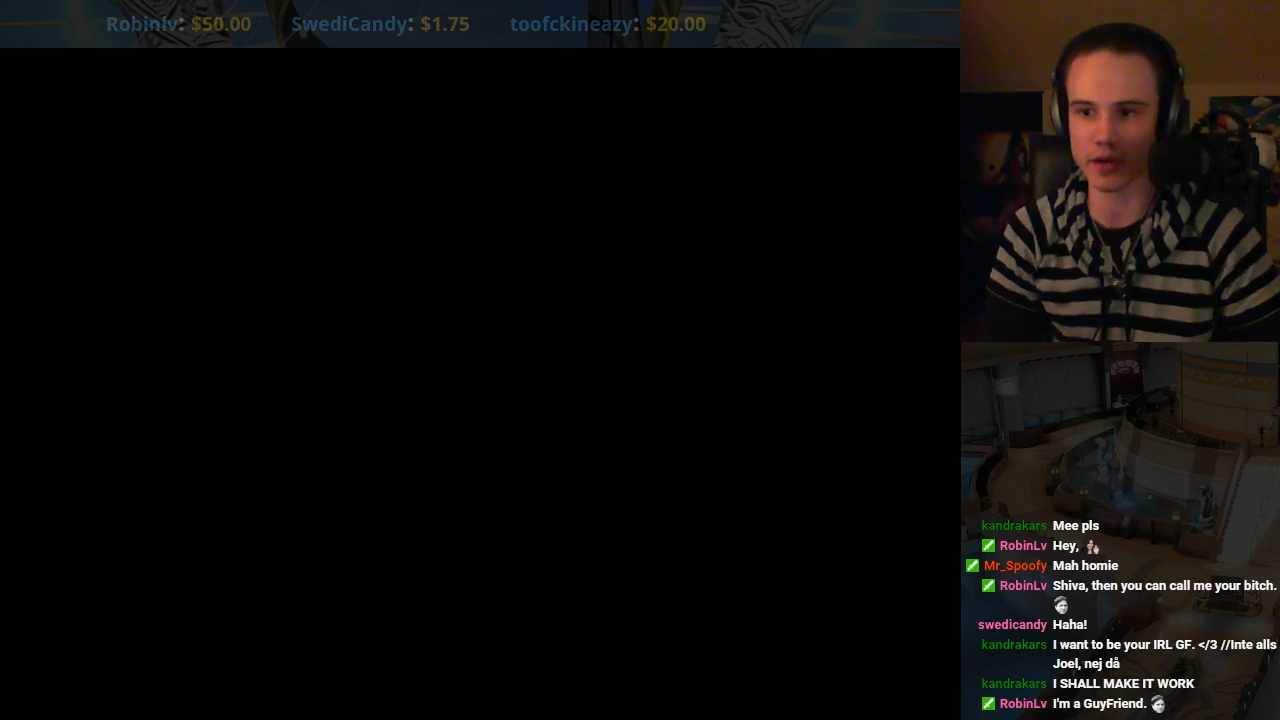 Robinlv: $50.00 SwediCandy: $1.75 toofckineazy: $20.00
kandrakars Mee pls
RobinLv Hey,
Mr_Spoofy Mah homie
RobinLv Shiva, then you can call me your bitch.
swedicandy Haha!
kandrakars I want to be your IRL GF. </3 //Inte alls
Joel, nej då
kandrakars I SHALL MAKE IT WORK
RobinLv I'm a GuyFriend.